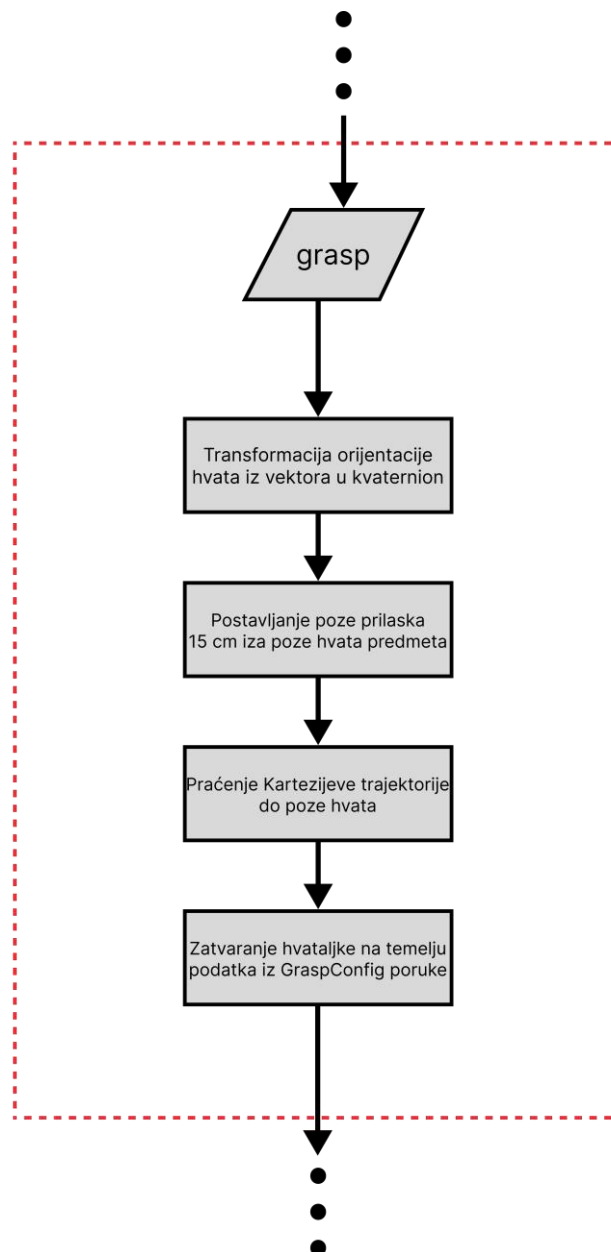 grasp
Transformacija orijentacije
hvata iz vektora u kvaternion
Postavljanje poze prilaska
15 cm iza poze hvata predmeta
Praćenje Kartezijeve trajektorije
do poze hvata
Zatvaranje hvataljke na temelju
podatka iz GraspConfig poruke